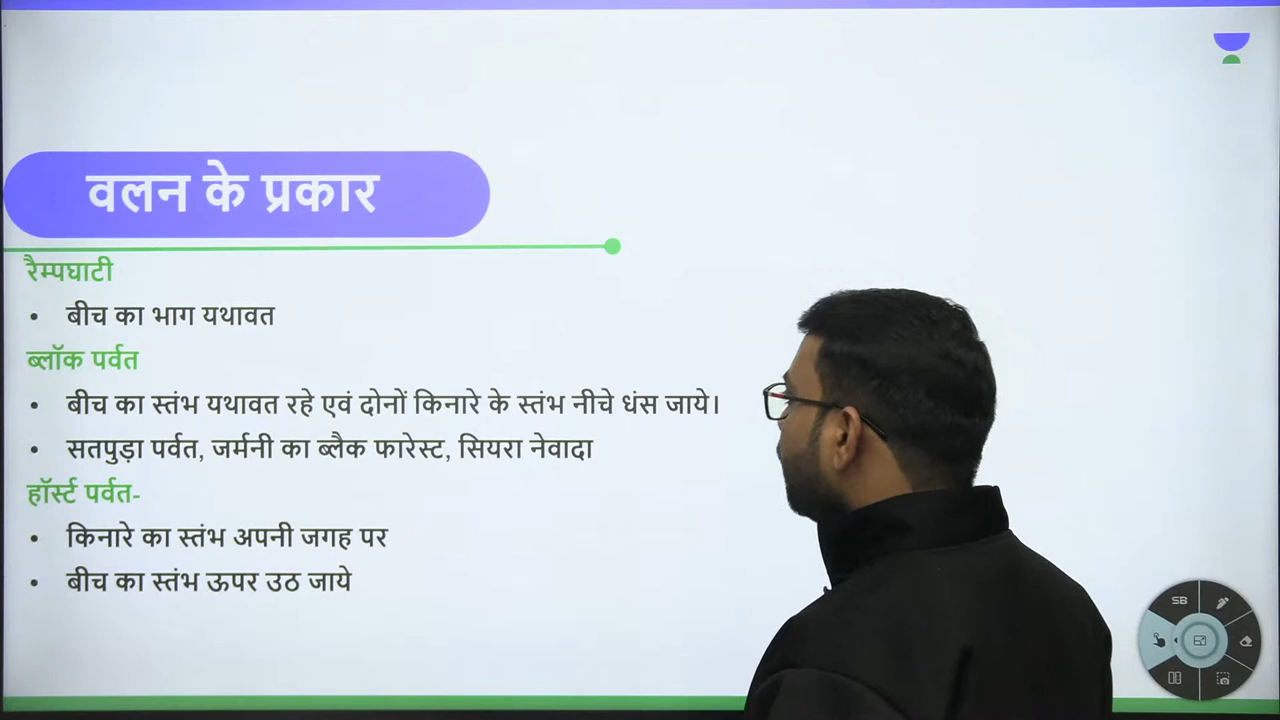 वलन के प्रकार
रैम्पघाटी
• बीच का भाग यथावत
ब्लॉक पर्वत
• बीच का स्तंभ यथावत रहे एवं दोनों किनारे के स्तंभ नीचे धंस जाये।
• सतपुड़ा पर्वत, जर्मनी का ब्लैक फारेस्ट, सियरा नेवादा
हॉर्स्ट पर्वत-
• किनारे का स्तंभ अपनी जगह पर
• बीच का स्तंभ ऊपर उठ जाये
SB